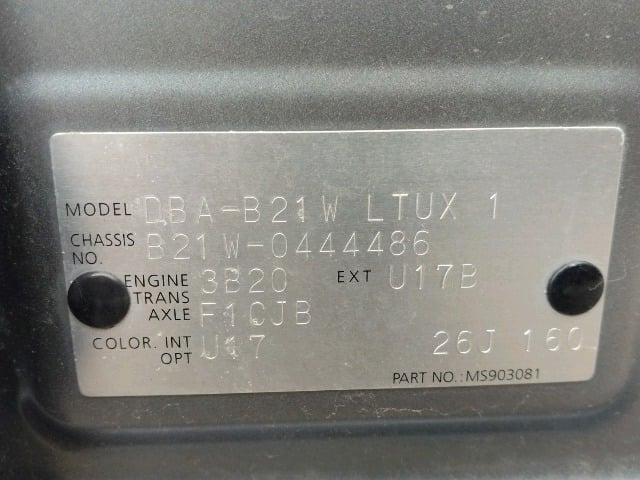 MODEL DBA-B21W LTUX 1
CHASSIS NO. B21W-0444486
ENGINE 3B20 EXT U17B
TRANS AXLE F1CJB
COLOR. INT OPT U17 26J 160
PART NO.: MS903081